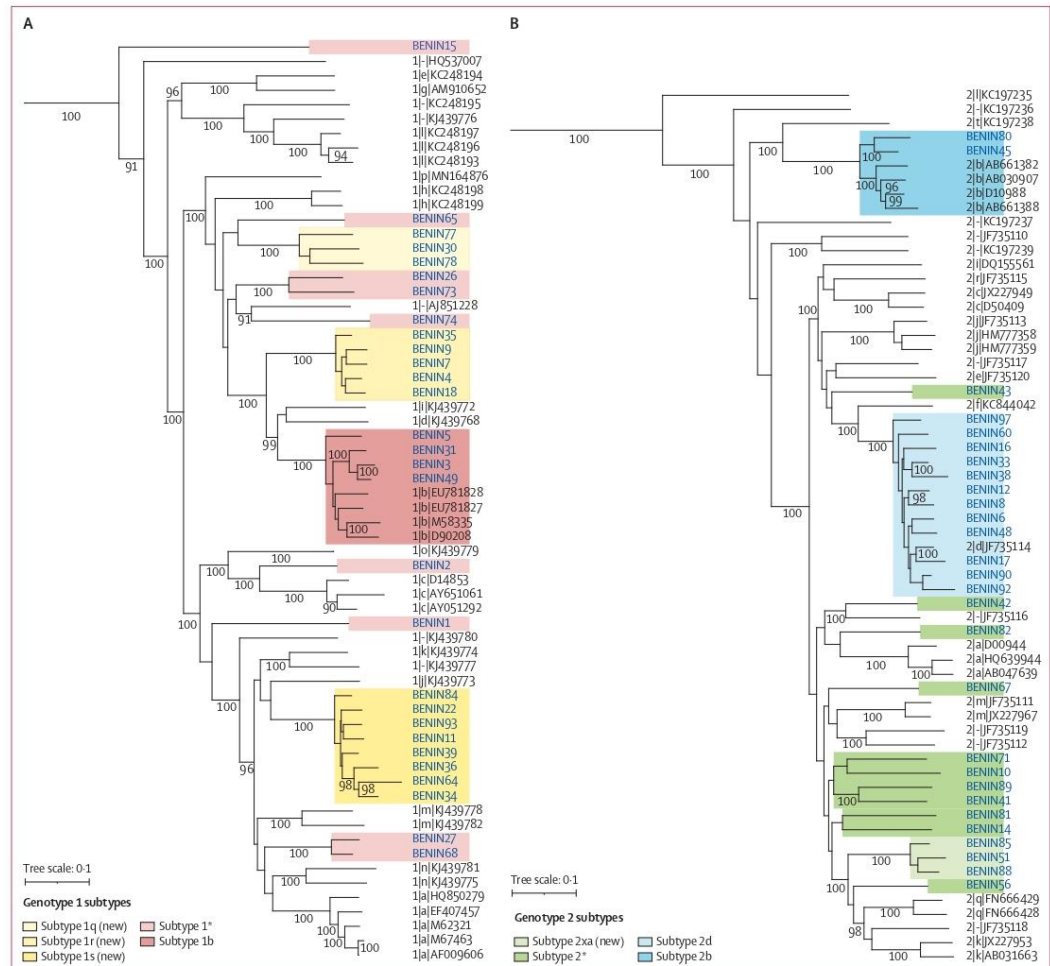 A
BENIN15
1|-|HQ537007
1|e|KC248194
96
1|g|AM910652
100
1|-|KC248195
100
100
1|-|KJ439776
100
1|l|KC248197
100
1|l|KC248196
94
1|l|KC248193
91
1|p|MN164876
1|h|KC248198
100
100
1|h|KC248199
BENIN65
BENIN77
BENIN30
100
BENIN78
100
BENIN26
100
BENIN73
1|-|AJ851228
91
BENIN74
BENIN35
100
BENIN9
BENIN7
BENIN4
BENIN18
1|i|KJ439772
1|d|KJ439768
100
99
BENIN5
100
BENIN31
100
100
BENIN3
BENIN49
1|b|EU781828
1|b|EU781827
1|b|M58335
100
1|b|D90208
100
1|o|KJ439779
100
BENIN2
1|c|D14853
100
1|c|AY651061
90
1|c|AY051292
BENIN1
100
1|-|KJ439780
1|k|KJ439774
100
1|-|KJ439777
1|j|KJ439773
BENIN84
100
BENIN22
BENIN93
BENIN11
BENIN39
96
BENIN36
98
98
BENIN64
BENIN34
1|m|KJ439778
100
1|m|KJ439782
BENIN27
100
BENIN68
1|n|KJ439781
100
1|n|KJ439775
1|a|HQ850279
100
1|a|EF407457
1|a|M62321
100
100
1|a|M67463
1|a|AF009606
Tree scale: 0·1
Genotype 1 subtypes
Subtype 1q (new)
Subtype 1*
Subtype 1r (new)
Subtype 1b
Subtype 1s (new)
B
2|l|KC197235
2|-|KC197236
2|t|KC197238
100
BENIN80
100
100
100
BENIN45
100
2|b|AB661382
100
2|b|AB030907
96
2|b|D10988
99
2|b|AB661388
2|-|KC197237
2|-|JF735110
100
2|-|KC197239
2|i|DQ155561
2|r|JF735115
2|c|JX227949
100
2|c|D50409
2|j|JF735113
2|j|HM777358
100
2|j|HM777359
2|-|JF735117
2|e|JF735120
BENIN43
2|f|KC844042
100
100
BENIN97
BENIN60
BENIN16
BENIN33
100
BENIN38
BENIN12
98
BENIN8
BENIN6
BENIN48
100
2|d|JF735114
100
BENIN17
BENIN90
BENIN92
BENIN42
100
2|-|JF735116
BENIN82
2|a|D00944
100
2|a|HQ639944
100
2|a|AB047639
BENIN67
2|m|JF735111
100
2|m|JX227967
2|-|JF735119
100
2|-|JF735112
BENIN71
BENIN10
BENIN89
100
BENIN41
BENIN81
BENIN14
BENIN85
100
BENIN51
BENIN88
100
BENIN56
2|q|FN666429
100
2|q|FN666428
98
2|-|JF735118
2|k|JX227953
100
2|k|AB031663
Tree scale: 0·1
Genotype 2 subtypes
Subtype 2xa (new)
Subtype 2d
Subtype 2*
Subtype 2b